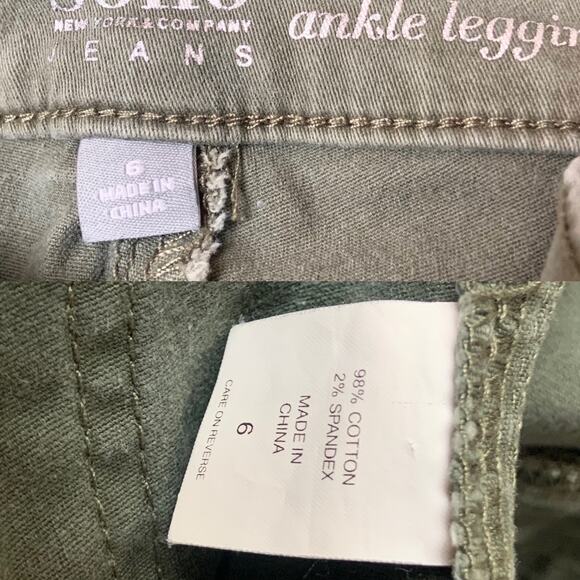 SOHO
NEW YORK & COMPANY
JEANS
ankle leggin
6
MADE IN
CHINA
98% COTTON
2% SPANDEX
MADE IN
CHINA
6
CARE ON REVERSE